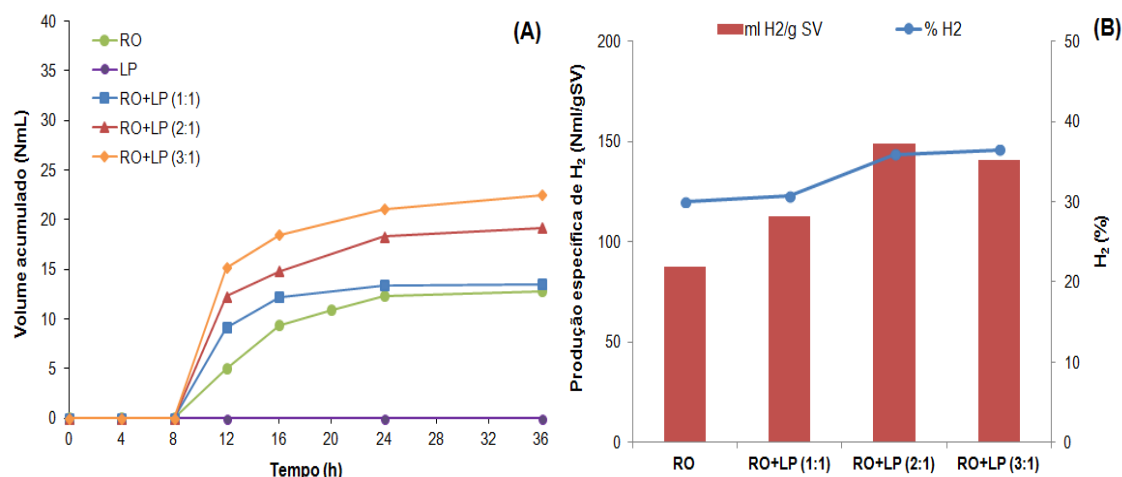 (A)
RO
LP
RO+LP (1:1)
RO+LP (2:1)
RO+LP (3:1)
Volume acumulado (NmL)
40
35
30
25
20
15
10
5
0
0 4 8 12 16 20 24 28 32 36
Tempo (h)
(B)
ml H2/g SV % H2
Produção específica de H₂ (Nml/gSV)
200
150
100
50
0
50
40
30
20
10
0
H₂ (%)
RO RO+LP (1:1) RO+LP (2:1) RO+LP (3:1)